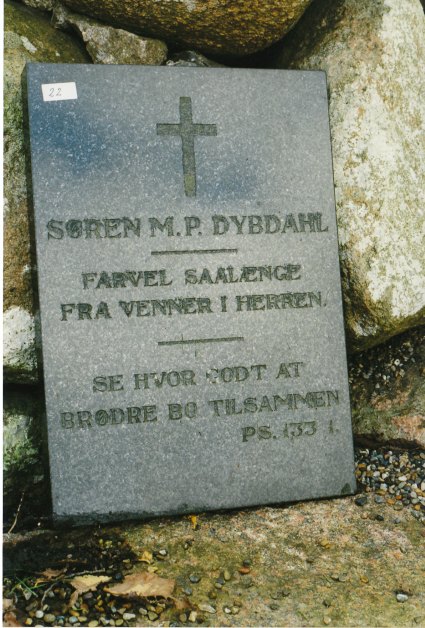 22
SØREN M.P. DYBDAHL
FARVEL SAALÆNGE
FRA VENNER I HERREN.
SE HVOR GODT AT
BRØDRE BO TILSAMMEN
PS. 133 1.